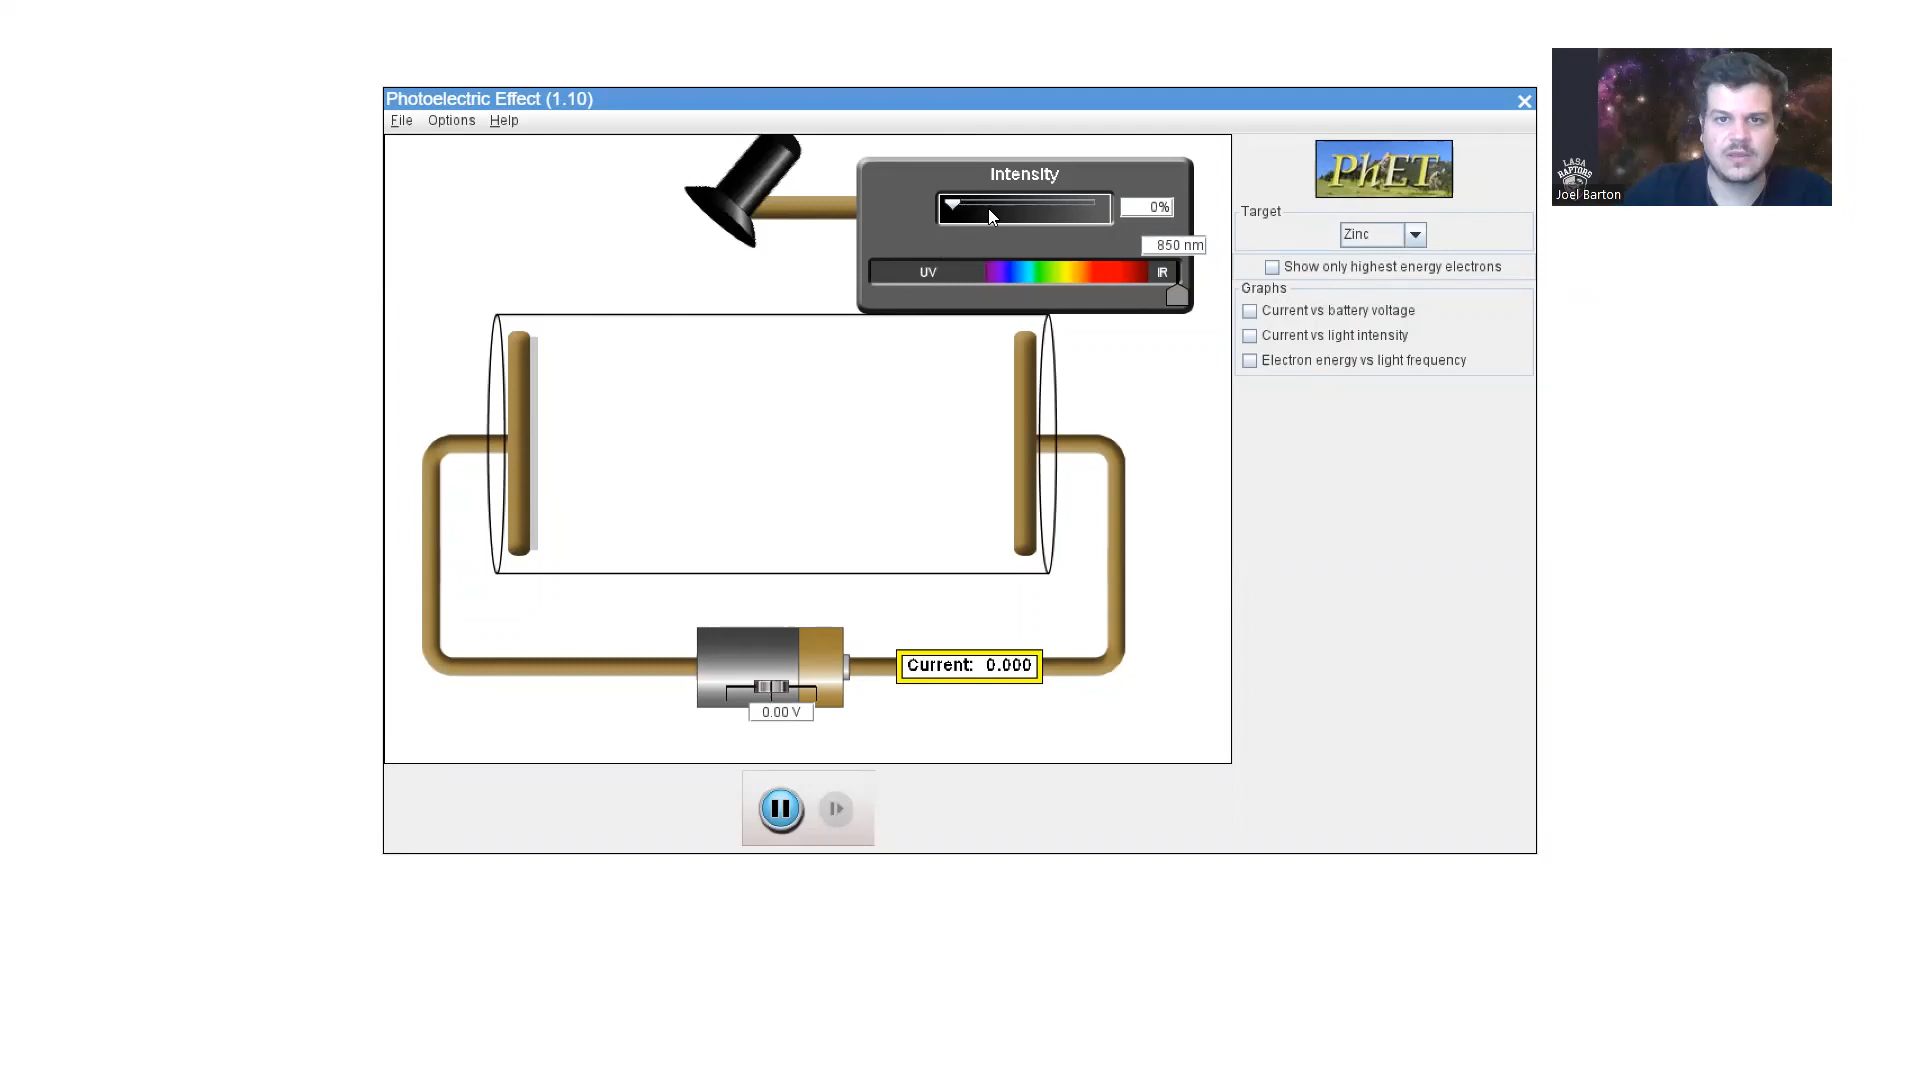 Photoelectric Effect (1.10)
File Options Help
Intensity
0%
850 nm
UV
IR
PhET
Target
Zinc
Show only highest energy electrons
Graphs
Current vs battery voltage
Current vs light intensity
Electron energy vs light frequency
Current: 0.000
0.00 V
LASA
RAPTORS
Joel Barton